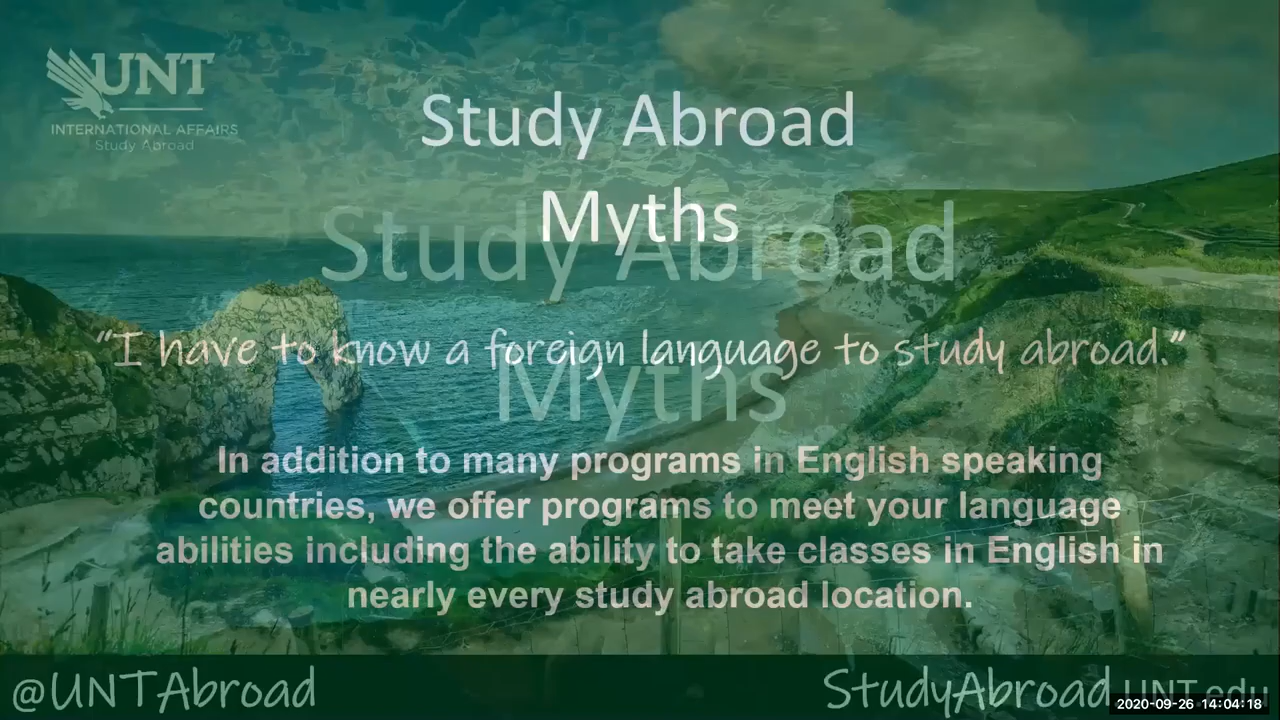 UNT
INTERNATIONAL AFFAIRS
Study Abroad
Study Abroad
Myths
Study Abroad
Myths
"I have to know a foreign language to study abroad."
In addition to many programs in English speaking
countries, we offer programs to meet your language
abilities including the ability to take classes in English in
nearly every study abroad location.
@UNTAbroad
StudyAbroad.UNT.edu
2020-09-26 14:04:18